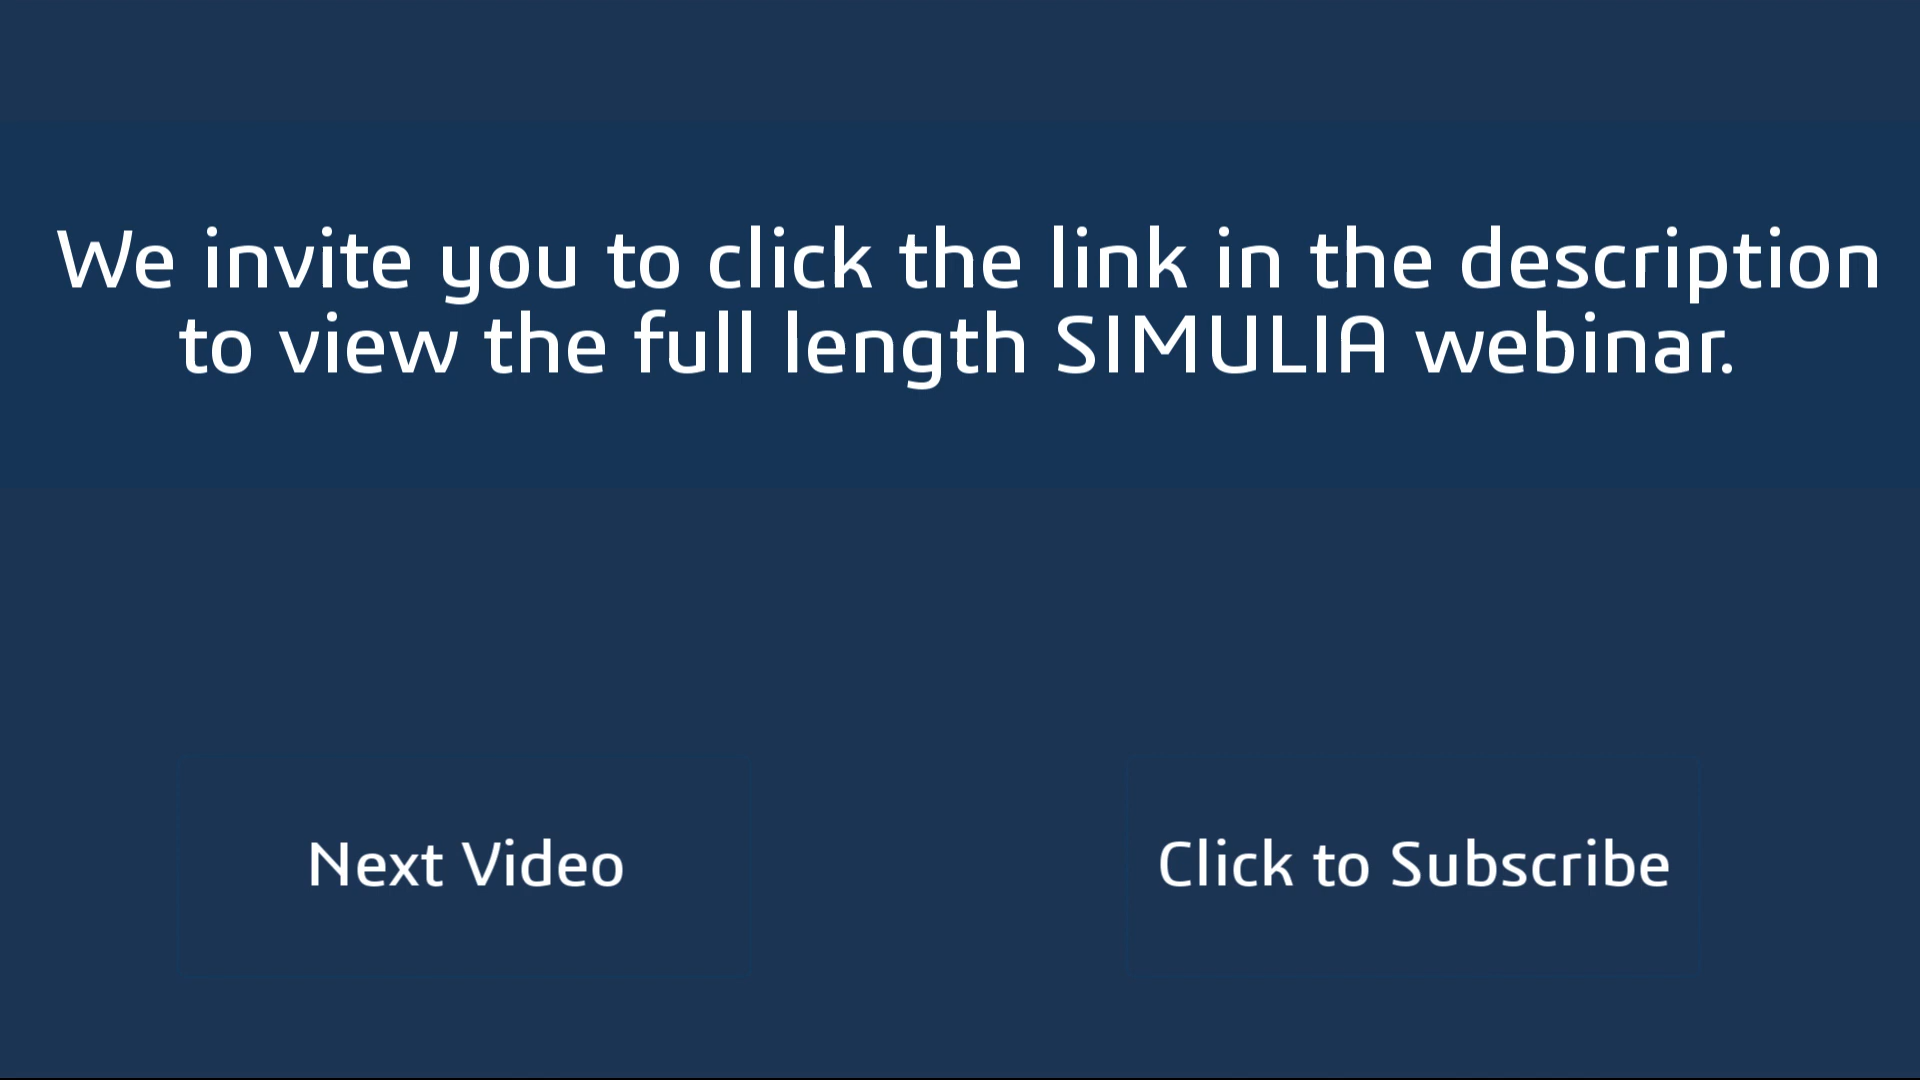 We invite you to click the link in the description
to view the full length SIMULIA webinar.
Next Video
Click to Subscribe